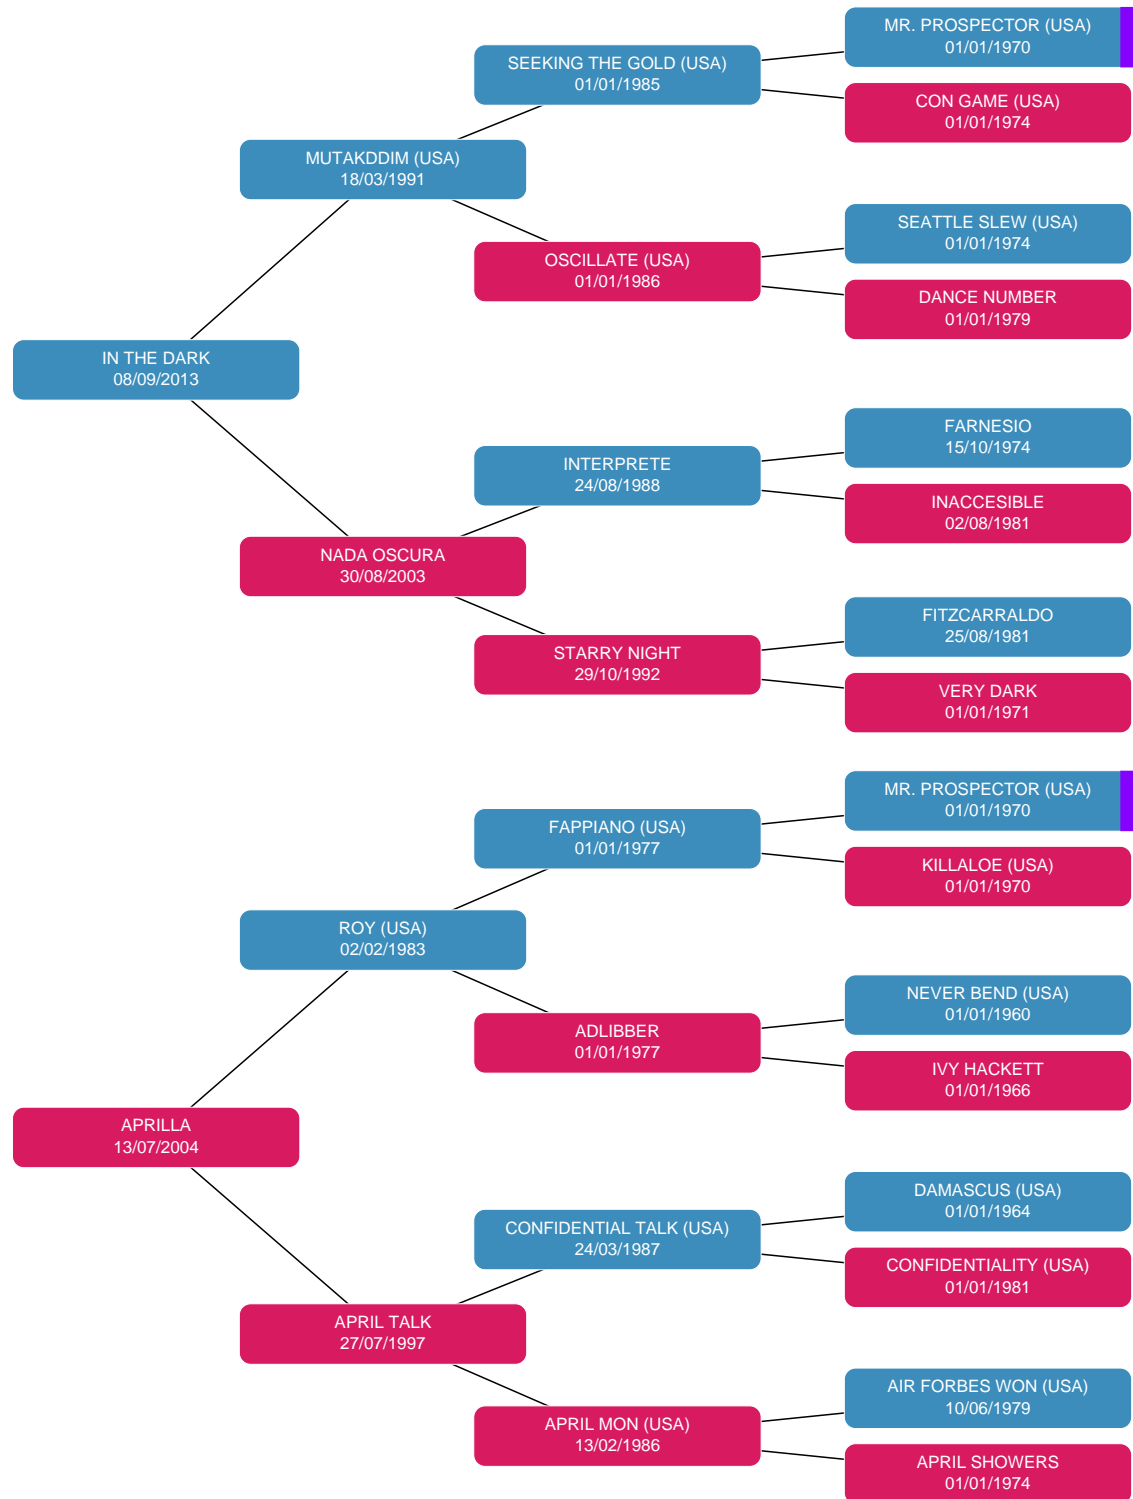 MR. PROSPECTOR (USA)
01/01/1970
SEEKING THE GOLD (USA)
01/01/1985
CON GAME (USA)
01/01/1974
MUTAKDDIM (USA)
18/03/1991
SEATTLE SLEW (USA)
01/01/1974
OSCILLATE (USA)
01/01/1986
DANCE NUMBER
01/01/1979
IN THE DARK
08/09/2013
FARNESIO
15/10/1974
INTERPRETE
24/08/1988
INACCESIBLE
02/08/1981
NADA OSCURA
30/08/2003
FITZCARRALDO
25/08/1981
STARRY NIGHT
29/10/1992
VERY DARK
01/01/1971
MR. PROSPECTOR (USA)
01/01/1970
FAPPIANO (USA)
01/01/1977
KILLALOE (USA)
01/01/1970
ROY (USA)
02/02/1983
NEVER BEND (USA)
01/01/1960
ADLIBBER
01/01/1977
IVY HACKETT
01/01/1966
APRILLA
13/07/2004
DAMASCUS (USA)
01/01/1964
CONFIDENTIAL TALK (USA)
24/03/1987
CONFIDENTIALITY (USA)
01/01/1981
APRIL TALK
27/07/1997
AIR FORBES WON (USA)
10/06/1979
APRIL MON (USA)
13/02/1986
APRIL SHOWERS
01/01/1974